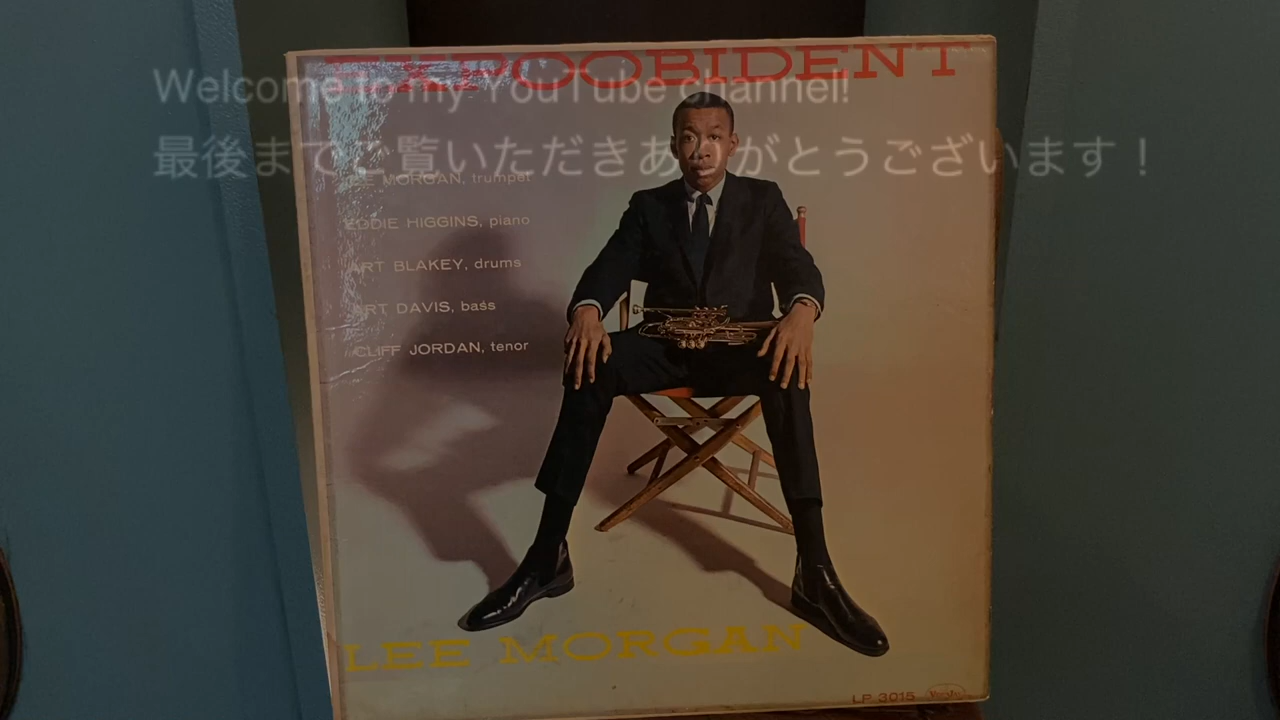 EXPOOBIDENT
Welcome to my YouTube channel!
最後までご覧いただきありがとうございます！
LEE MORGAN, trumpet
EDDIE HIGGINS, piano
ART BLAKEY, drums
ART DAVIS, bass
CLIFF JORDAN, tenor
LEE MORGAN
LP 3015